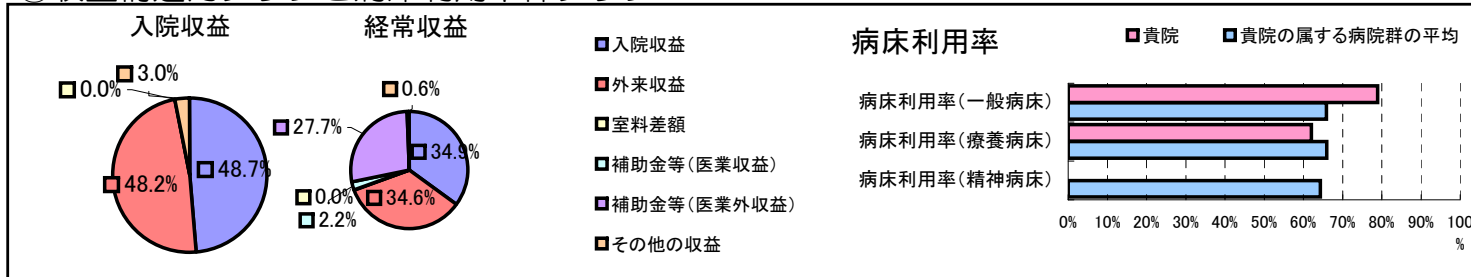 入院収益
3.0%
0.0%
48.7%
48.2%
経常収益
0.6%
27.7%
34.9%
0.0%
34.6%
2.2%
入院収益
外来収益
室料差額
補助金等(医業収益)
補助金等(医業外収益)
その他の収益
病床利用率
貴院 貴院の属する病院群の平均
病床利用率(一般病床)
病床利用率(療養病床)
病床利用率(精神病床)
0% 10% 20% 30% 40% 50% 60% 70% 80% 90% 100
%